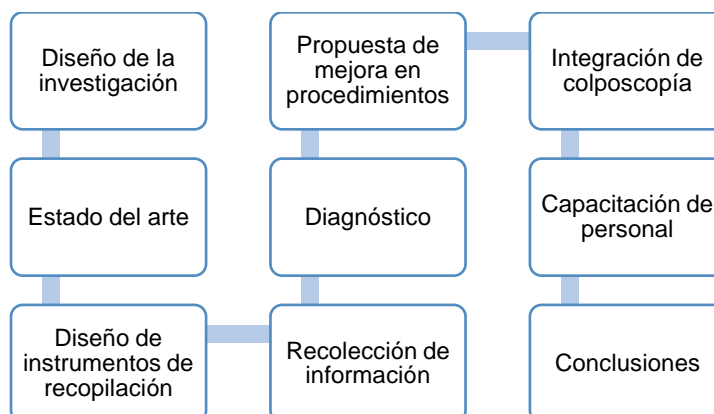 Diseño de la
investigación
Estado del arte
Diseño de
instrumentos de
recopilación
Recolección de
información
Diagnóstico
Propuesta de
mejora en
procedimientos
Integración de
colposcopía
Capacitación de
personal
Conclusiones